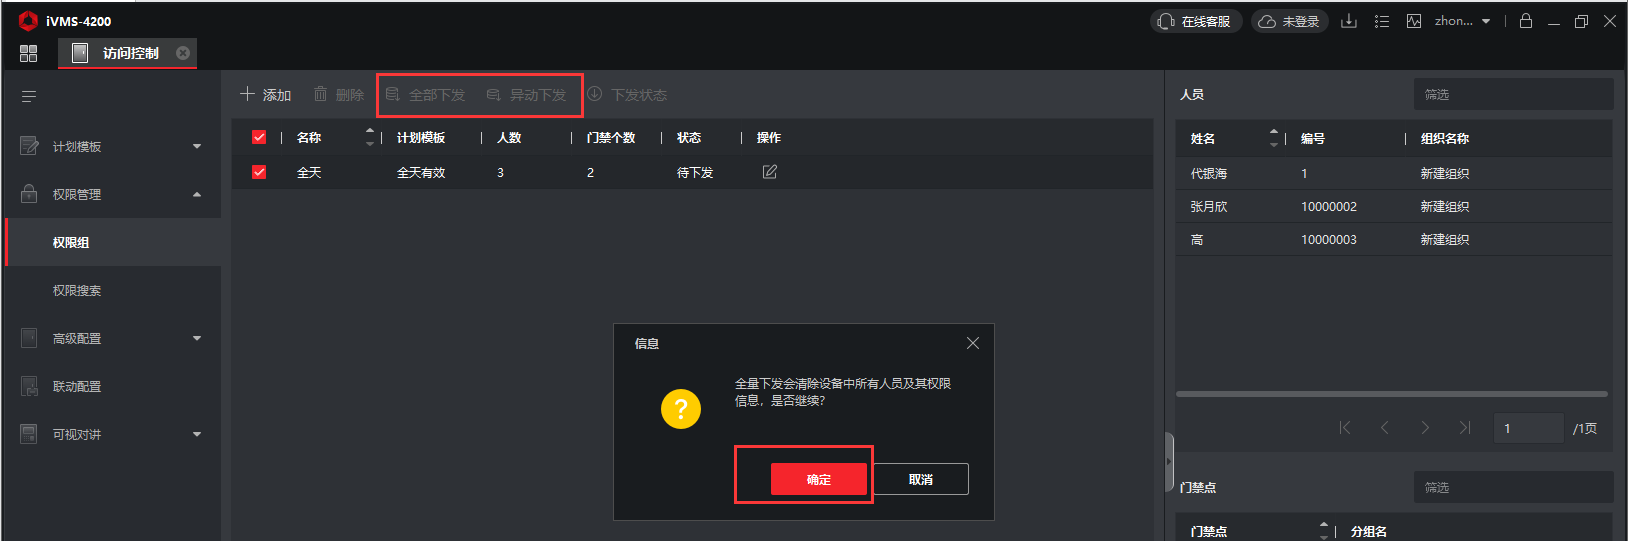 iVMS-4200
在线客服
未登录
zhon...
访问控制
添加 删除 全部下发 异动下发 下发状态
名称 计划模板 人数 门禁个数 状态 操作
全天 全天有效 3 2 待下发
计划模板
权限管理
权限组
权限搜索
高级配置
联动配置
可视对讲
信息
全量下发会清除设备中所有人员及其权限
信息，是否继续?
确定 取消
人员 筛选
姓名 编号 组织名称
代银海 1 新建组织
张月欣 10000002 新建组织
高 10000003 新建组织
1 /1页
门禁点 筛选
门禁点 分组名